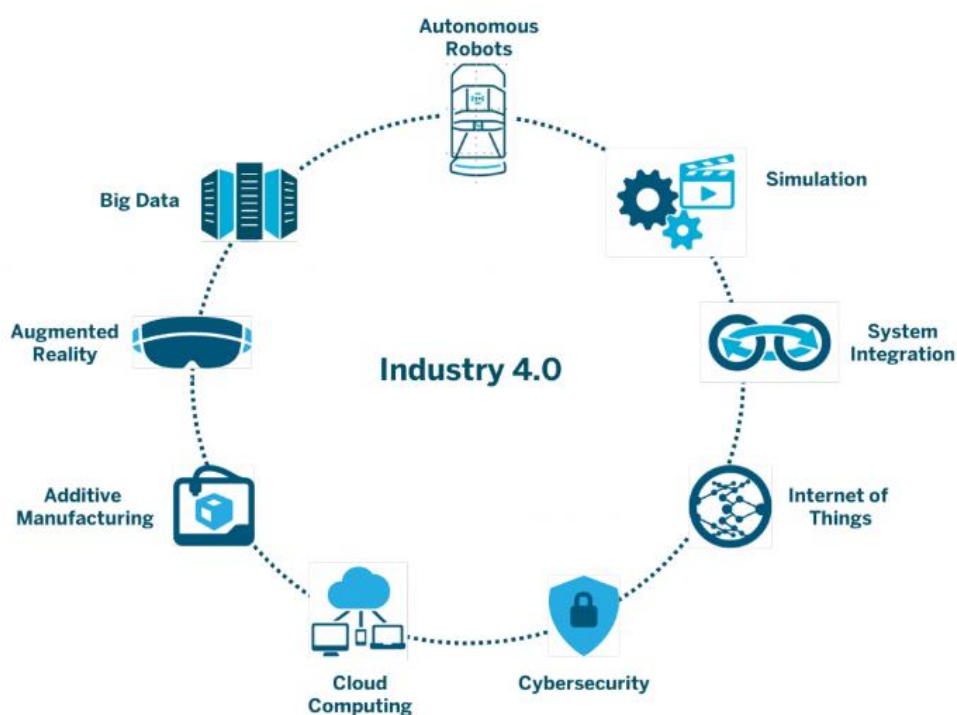 Autonomous
Robots
Simulation
Big Data
System
Integration
Augmented
Reality
Industry 4.0
Internet of
Things
Additive
Manufacturing
Cybersecurity
Cloud
Computing